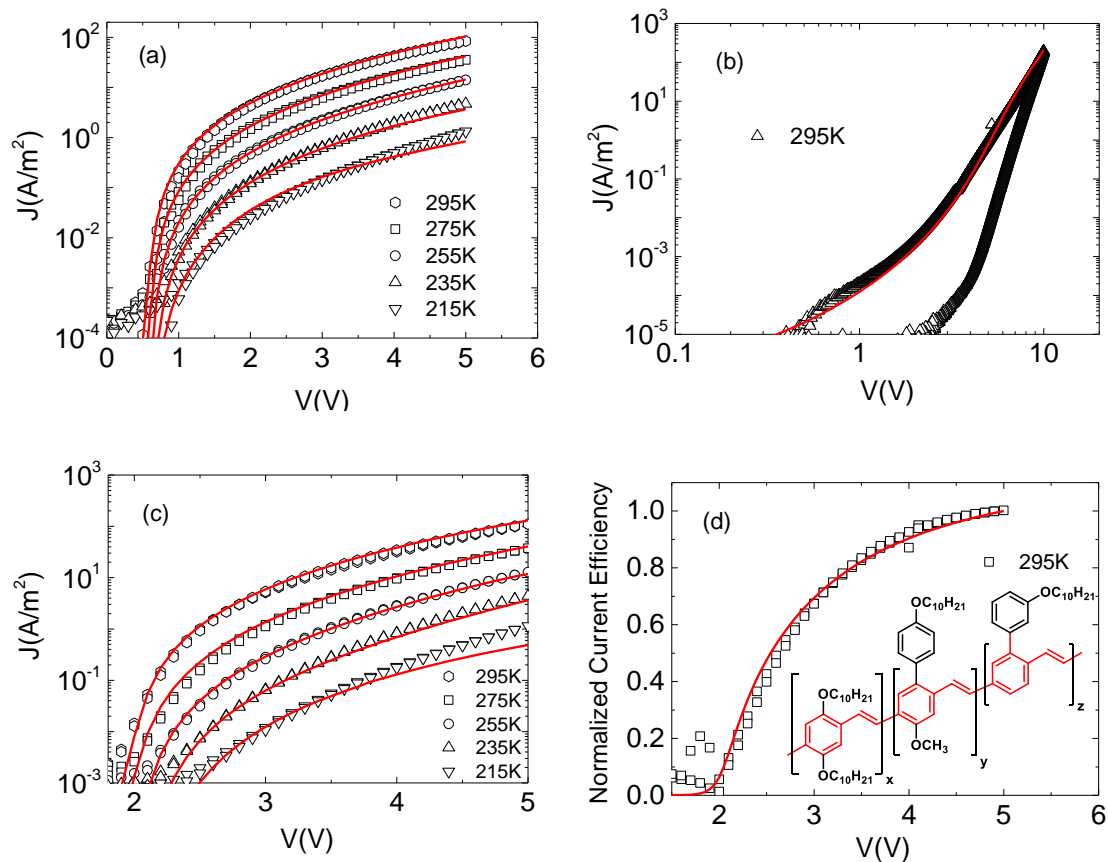 (a)
10²
10⁰
10⁻²
10⁻⁴
J(A/m²)
295K
275K
255K
235K
215K
0 1 2 3 4 5 6
V(V)
(b)
10³
10¹
10⁻¹
10⁻³
10⁻⁵
J(A/m²)
295K
0.1 1 10
V(V)
(c)
10³
10¹
10⁻¹
10⁻³
J(A/m²)
295K
275K
255K
235K
215K
2 3 4 5
V(V)
(d)
1.0
0.8
0.6
0.4
0.2
0.0
Normalized Current Efficiency
295K
OC₁₀H₂₁
OC₁₀H₂₁
OC₁₀H₂₁
OCH₃
OC₁₀H₂₁
x
y
z
2 3 4 5 6
V(V)